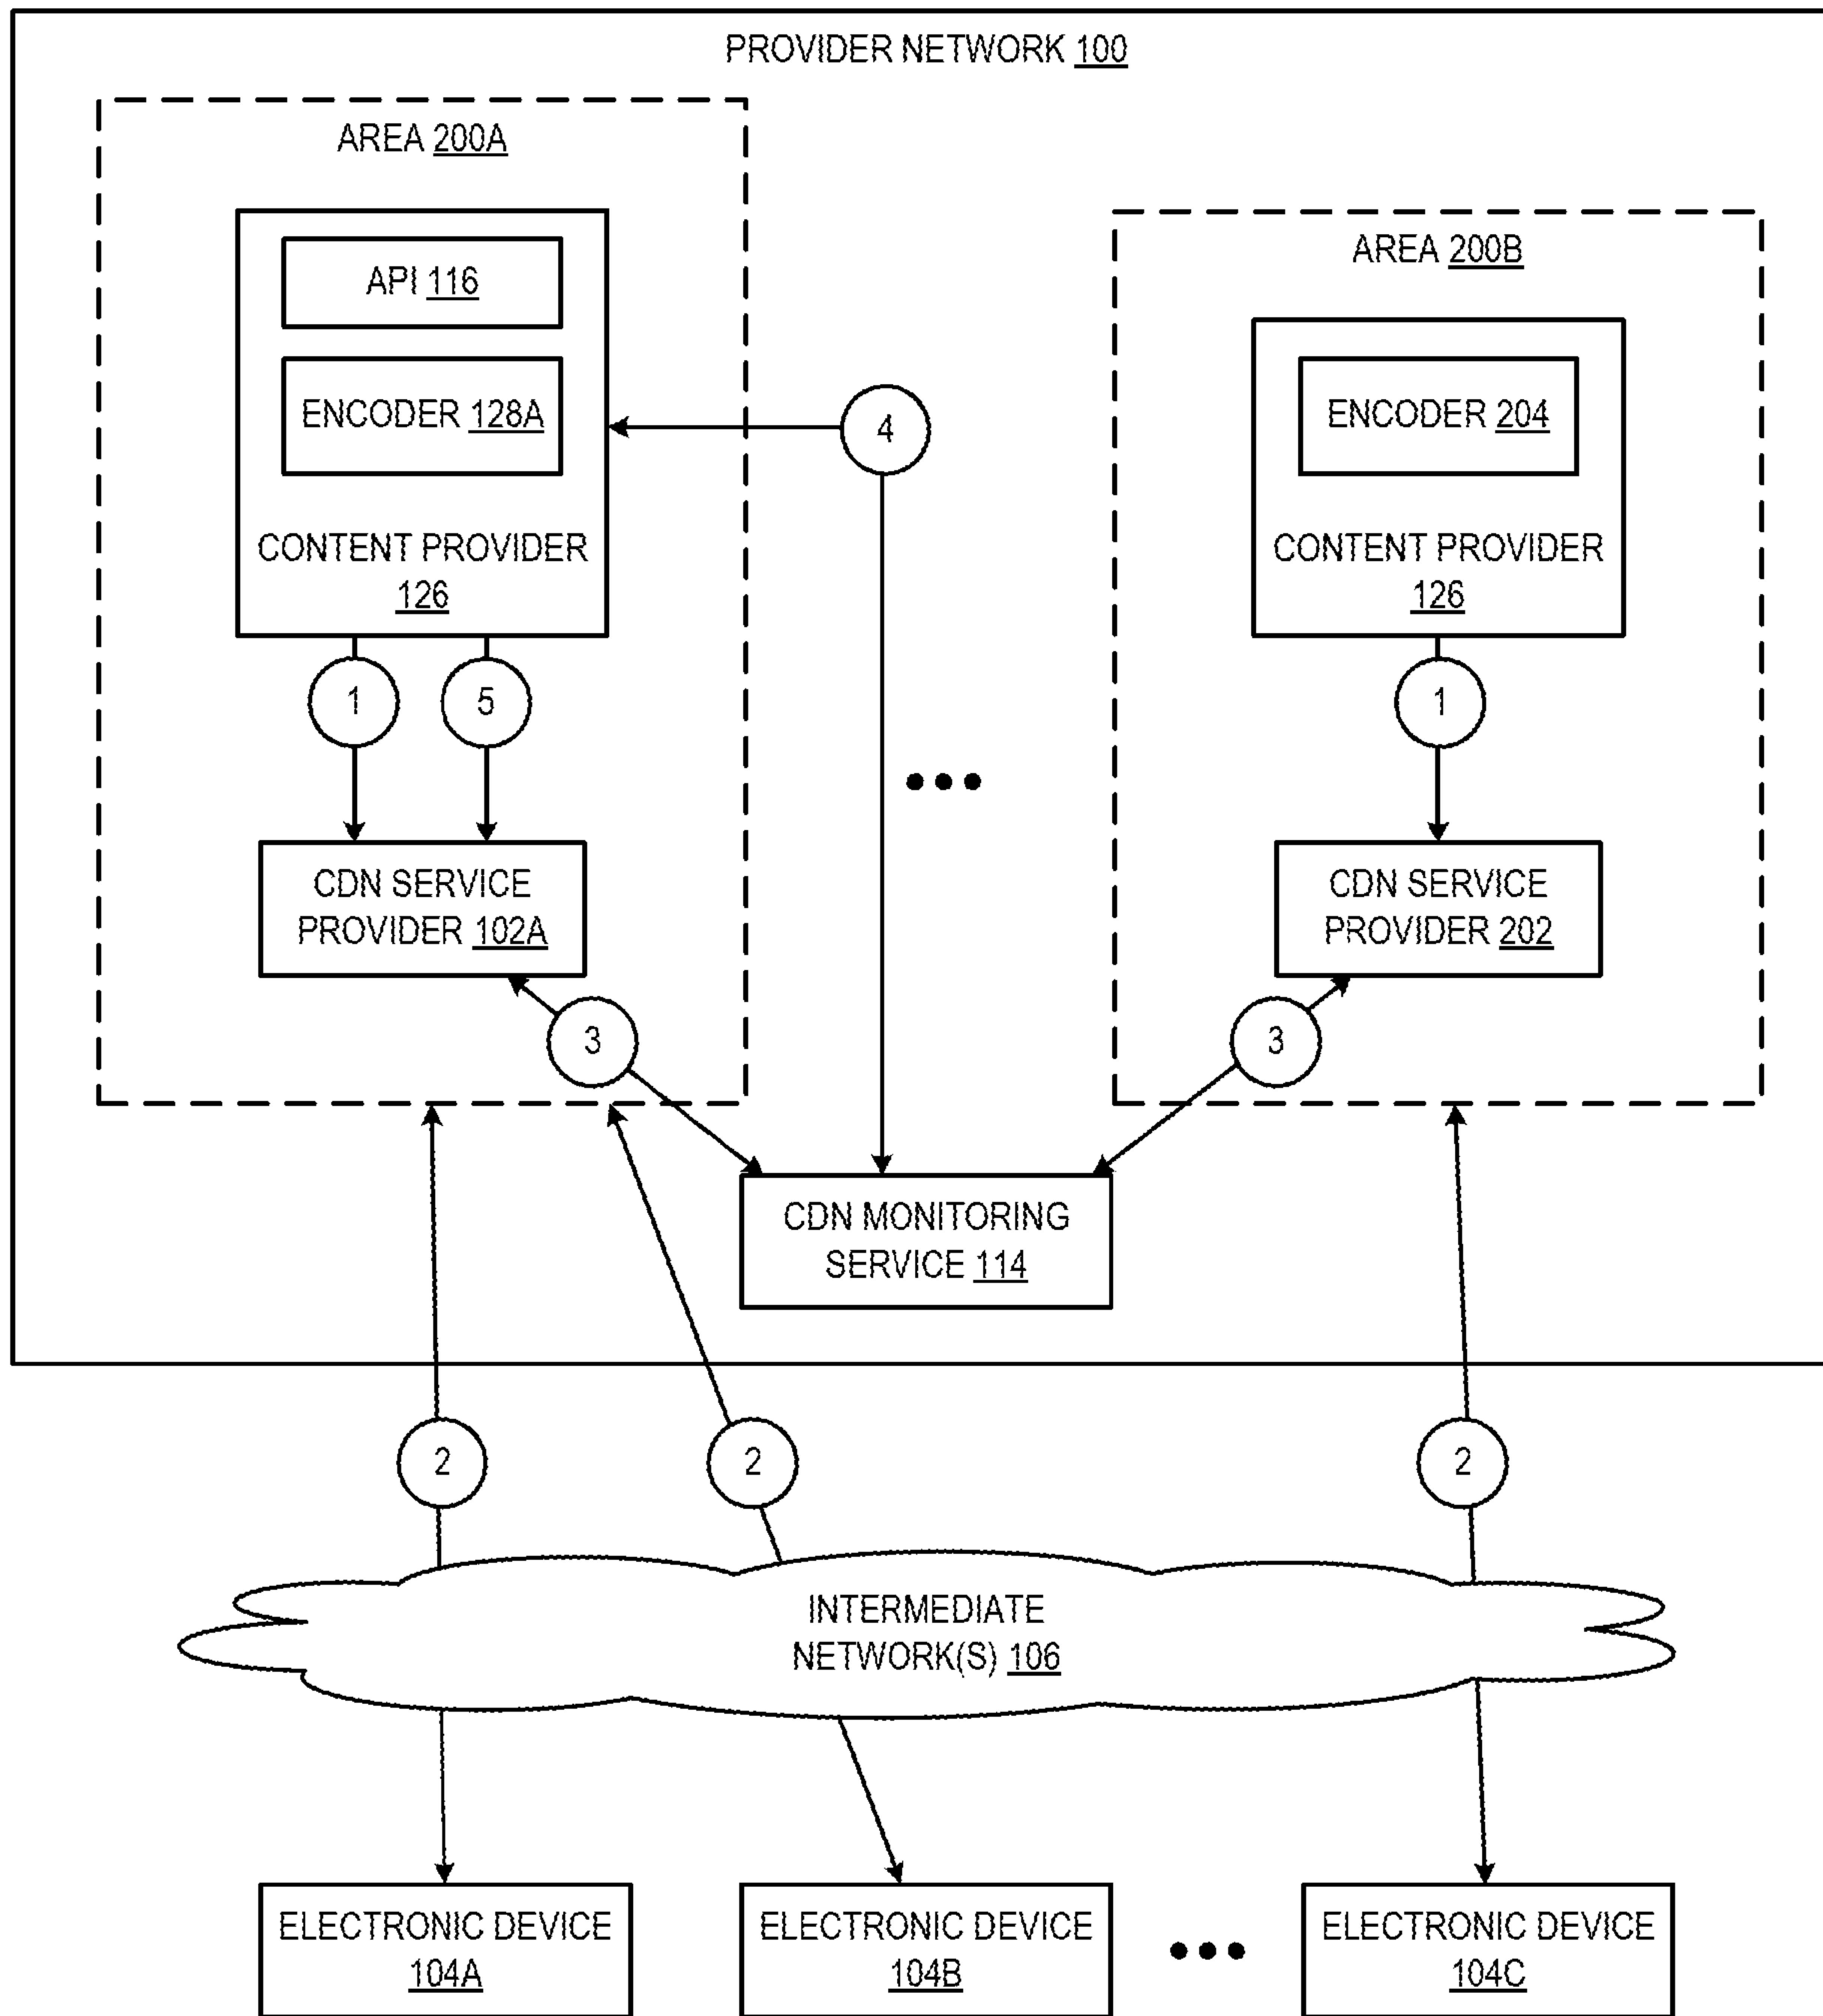 PROVIDER NETWORK 100
AREA 200A
API 116
ENCODER 128A
CONTENT PROVIDER
126
1
5
CDN SERVICE
PROVIDER 102A
3
4
AREA 200B
ENCODER 204
CONTENT PROVIDER
126
1
CDN SERVICE
PROVIDER 202
3
CDN MONITORING
SERVICE 114
2
2
2
INTERMEDIATE
NETWORK(S) 106
ELECTRONIC DEVICE
104A
ELECTRONIC DEVICE
104B
ELECTRONIC DEVICE
104C